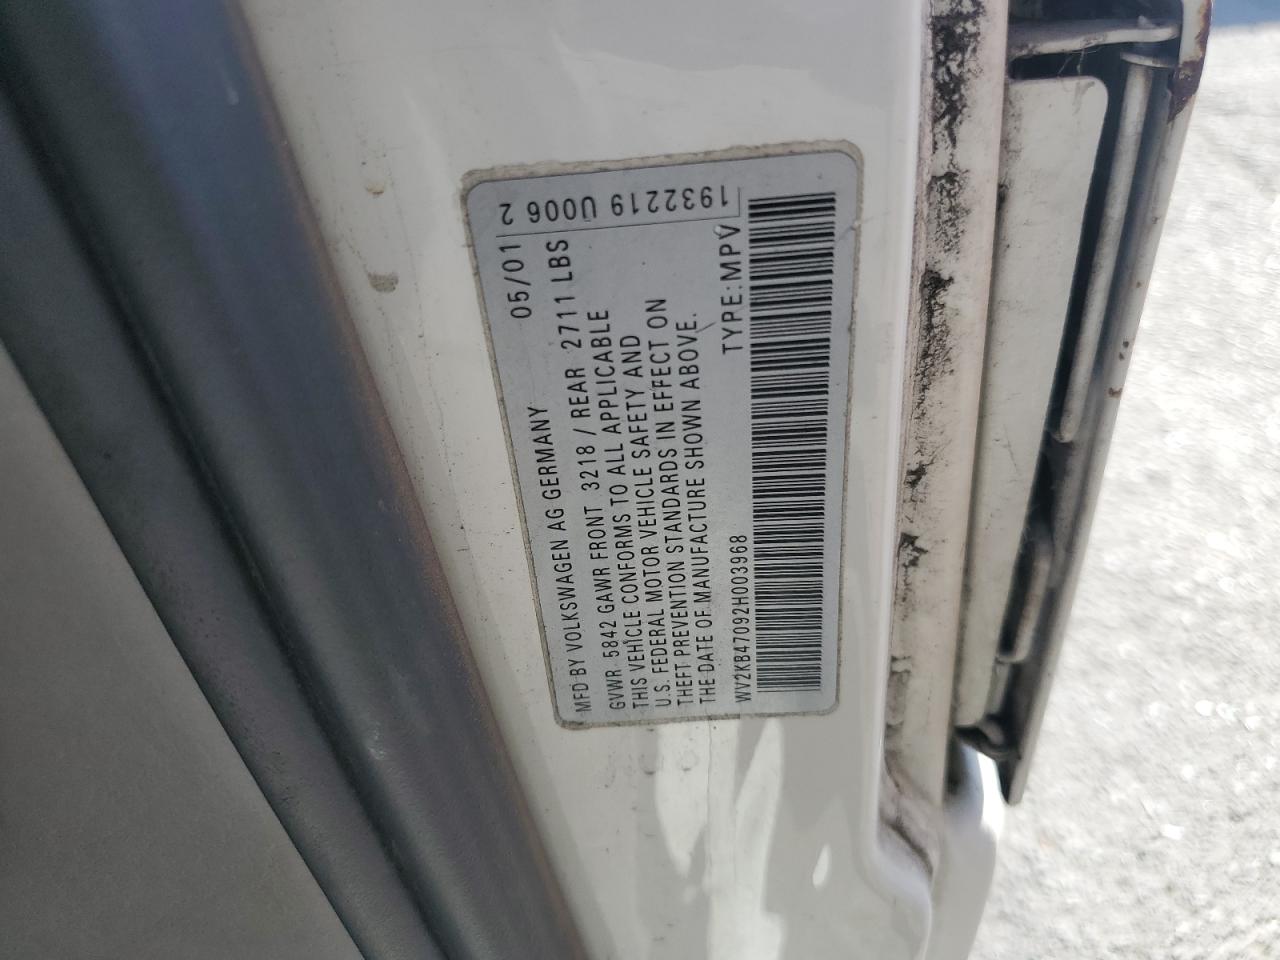 MFD BY VOLKSWAGEN AG GERMANY 05/01
GVWR 5842 GAWR FRONT 3218 / REAR 2711 LBS
THIS VEHICLE CONFORMS TO ALL APPLICABLE
U.S. FEDERAL MOTOR VEHICLE SAFETY AND
THEFT PREVENTION STANDARDS IN EFFECT ON
THE DATE OF MANUFACTURE SHOWN ABOVE.
WV2KB47092H003968 TYPE: MPV
1932219 U006 2